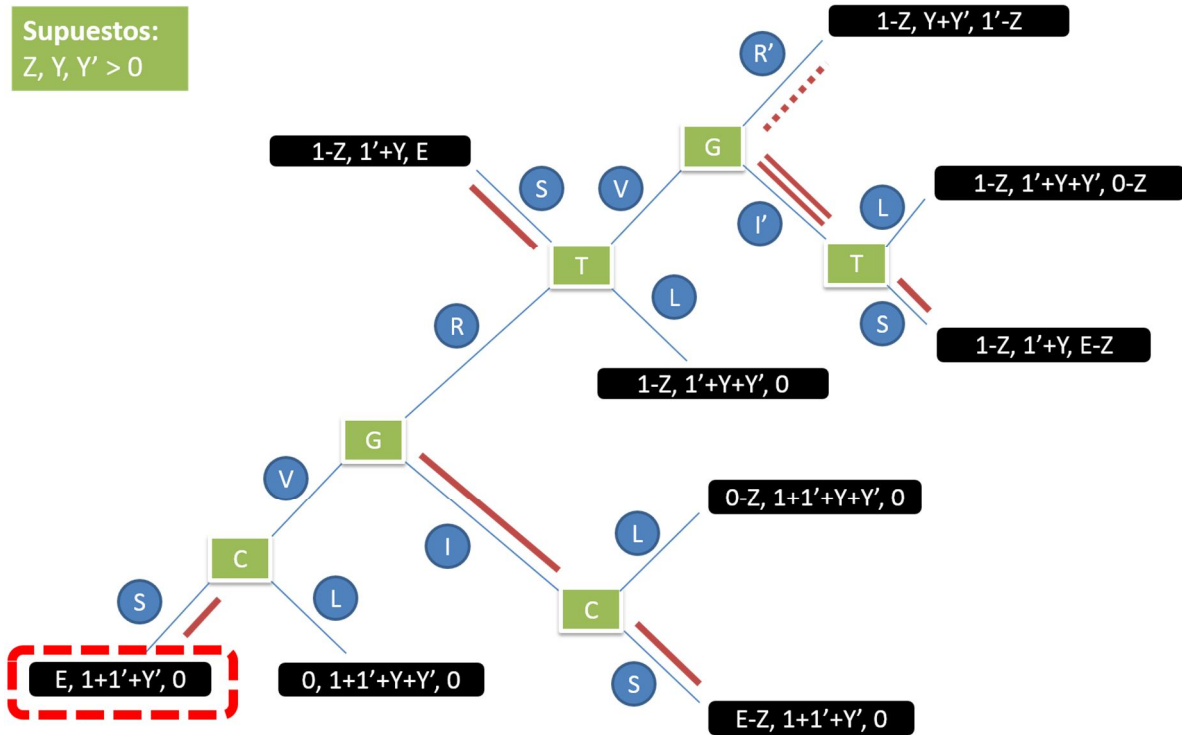 Supuestos:
Z, Y, Y' > 0
1-Z, Y+Y', 1'-Z
R'
G
1-Z, 1'+Y, E
S
V
I'
1-Z, 1'+Y+Y', 0-Z
L
T
T
S
L
R
1-Z, 1'+Y, E-Z
1-Z, 1'+Y+Y', 0
G
V
0-Z, 1+1'+Y+Y', 0
L
I
C
S
L
C
E, 1+1'+Y', 0
0, 1+1'+Y+Y', 0
S
E-Z, 1+1'+Y', 0